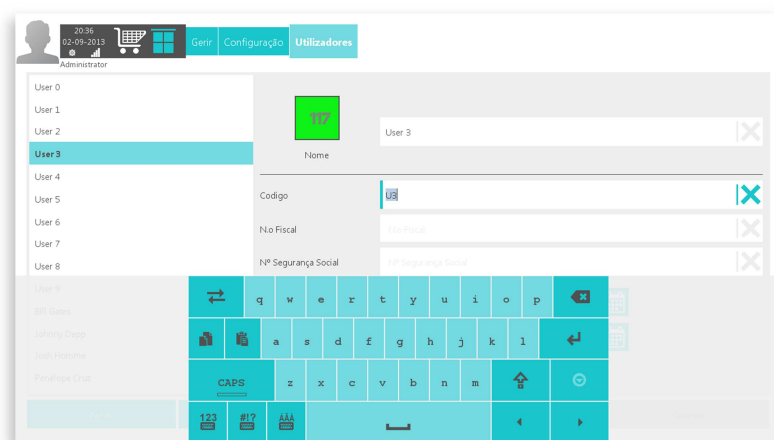 20:36
02-09-2013
Administrator
Gerir
Configuração
Utilizadores
User 0
User 1
User 2
User 3
User 4
User 5
User 6
User 7
User 8
User 9
Bill Gates
Johnny Depp
Josh Homme
Penélope Cruz
117
Nome
User 3
Codigo
U3
N.o Fiscal
N.o Fiscal
Nº Segurança Social
Nº Segurança Social
q w e r t y u i o p
a s d f g h j k l
CAPS z x c v b n m
123 #!? ÁÄÂ